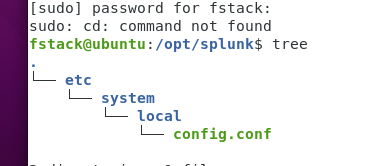 [sudo] password for fstack:
sudo: cd: command not found
fstack@ubuntu:/opt/splunk$ tree
.
└── etc
    └── system
        └── local
            └── config.conf